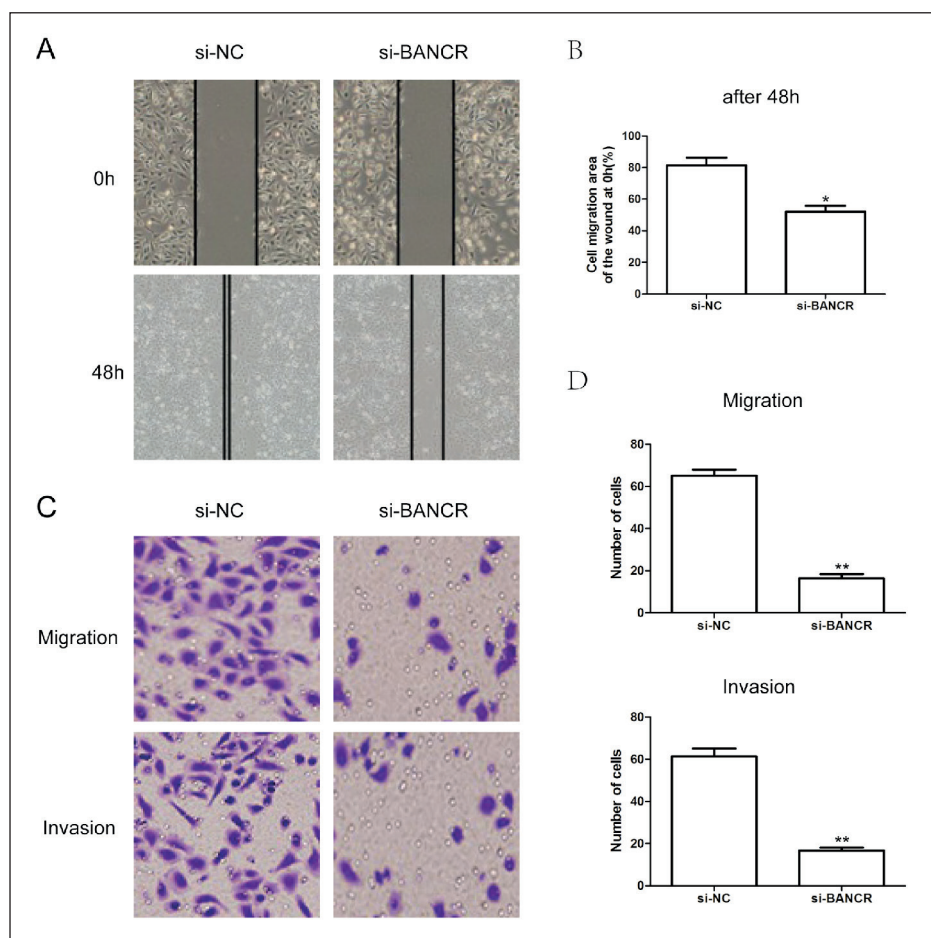 A
si-NC
si-BANCR
0h
48h
B
after 48h
Cell migration area
of the wound at 0h(%)
100
80
60
40
20
0
*
si-NC
si-BANCR
C
si-NC
si-BANCR
Migration
Invasion
D
Migration
Number of cells
80
60
40
20
0
**
si-NC
si-BANCR
Invasion
Number of cells
80
60
40
20
0
**
si-NC
si-BANCR